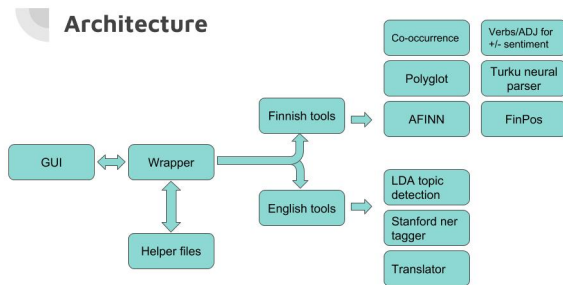 Architecture
Co-occurrence
Verbs/ADJ for
+/- sentiment
Polyglot
Turku neural
parser
Finnish tools
AFINN
FinPos
GUI
Wrapper
English tools
LDA topic
detection
Stanford ner
tagger
Helper files
Translator